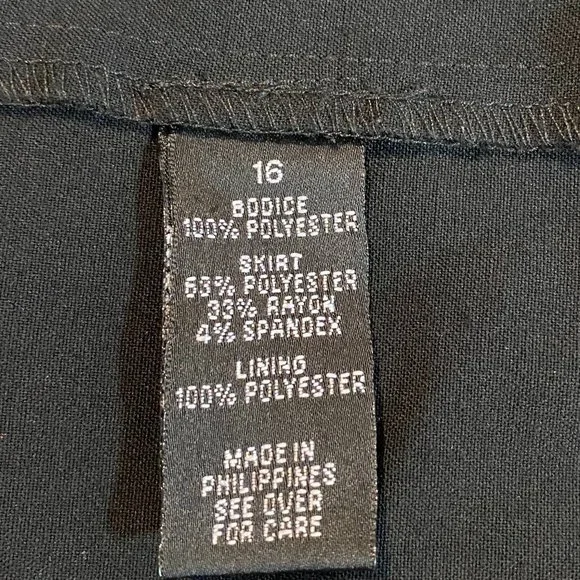 16
BODICE
100% POLYESTER
SKIRT
63% POLYESTER
33% RAYON
4% SPANDEX
LINING
100% POLYESTER
MADE IN
PHILIPPINES
SEE OVER
FOR CARE